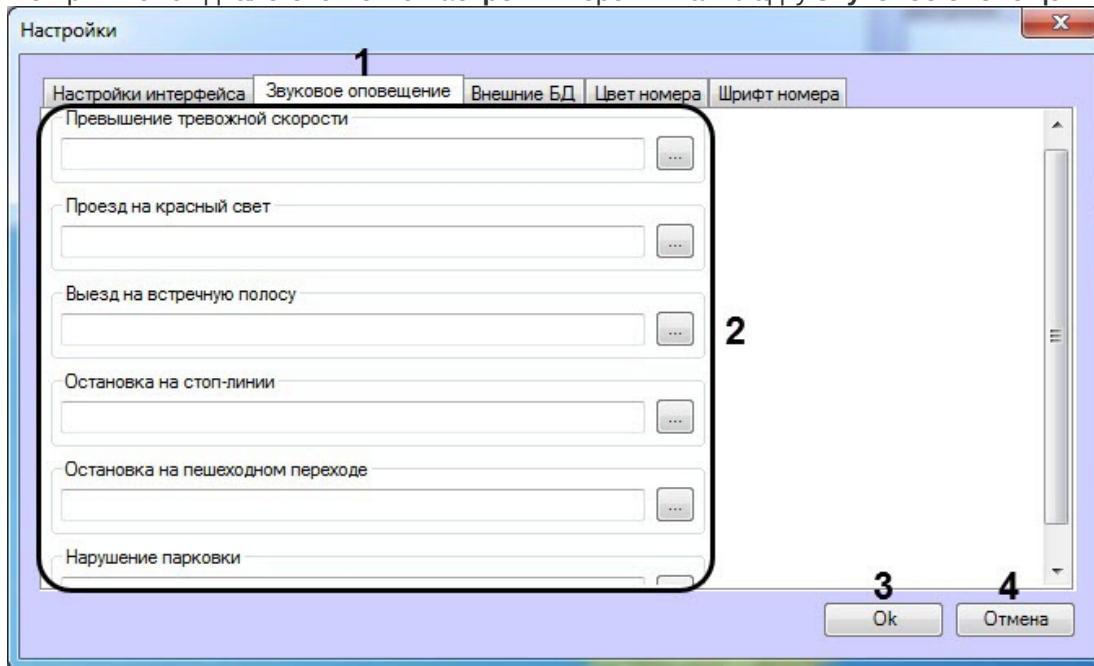 Настройки
X
1
Настройки интерфейса Звуковое оповещение Внешние БД Цвет номера Шрифт номера
Превышение тревожной скорости
...
Проезд на красный свет
...
Выезд на встречную полосу
...
2
Остановка на стоп-линии
...
Остановка на пешеходном переходе
...
Нарушение парковки
3 4
Ok Отмена